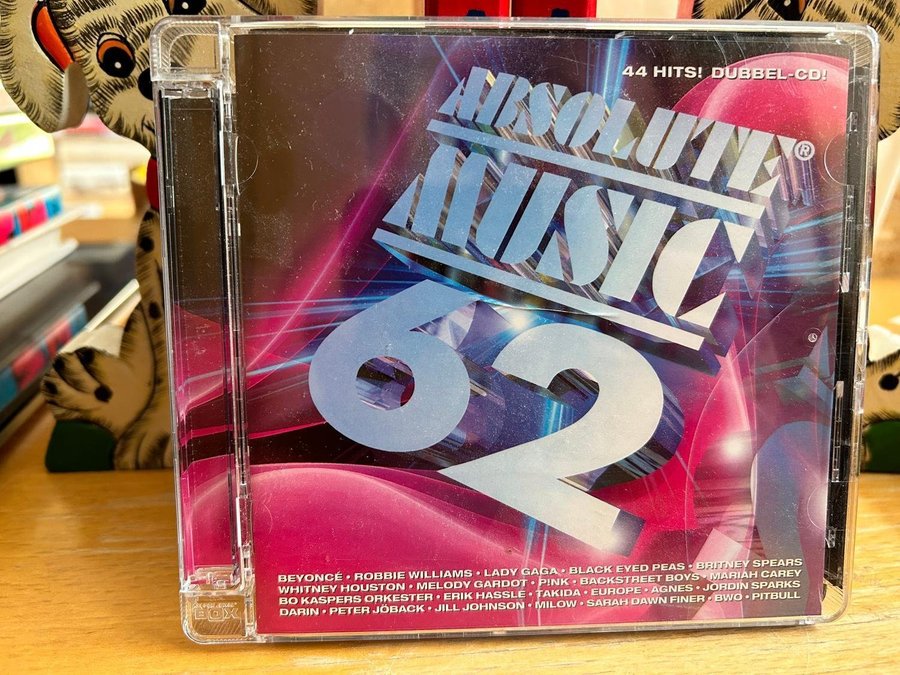 44 HITS! DUBBEL-CD!
ABSOLUTE®
MUSIC
62
BEYONCÉ • ROBBIE WILLIAMS • LADY GAGA • BLACK EYED PEAS • BRITNEY SPEARS
WHITNEY HOUSTON • MELODY GARDOT • P!NK • BACKSTREET BOYS • MARIAH CAREY
BO KASPERS ORKESTER • ERIK HASSLE • TAKIDA • EUROPE • AGNES • JORDIN SPARKS
DARIN • PETER JÖBACK • JILL JOHNSON • MILOW • SARAH DAWN FINER • BWO • PITBULL
BOX